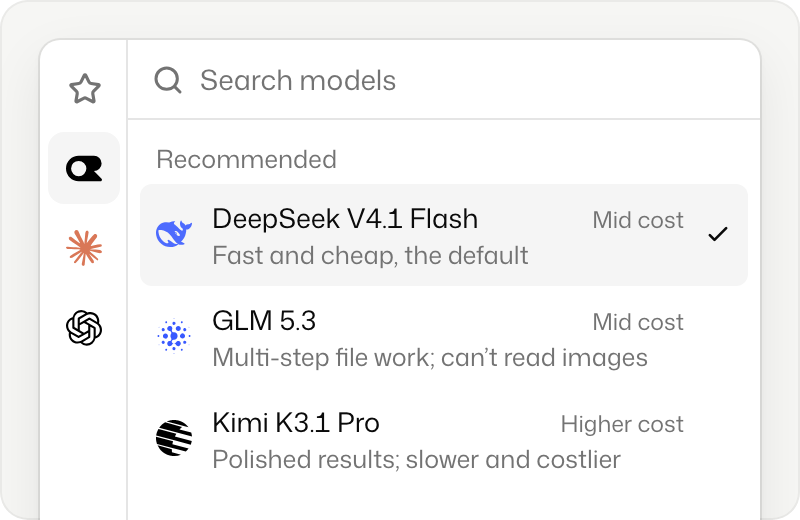 Search models
Recommended
DeepSeek V4.1 Flash
Mid cost
Fast and cheap, the default
GLM 5.3
Mid cost
Multi-step file work; can’t read images
Kimi K3.1 Pro
Higher cost
Polished results; slower and costlier